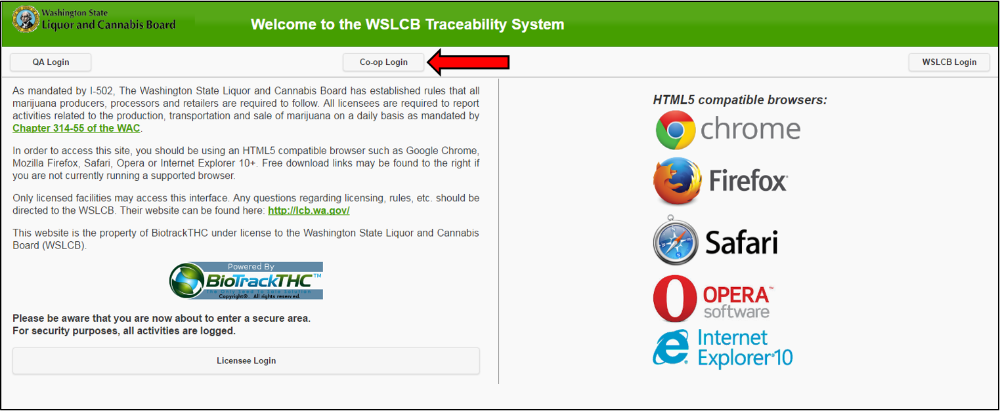 Washington State
Liquor and Cannabis Board
Welcome to the WSLCB Traceability System
QA Login
Co-op Login
WSLCB Login
As mandated by I-502, The Washington State Liquor and Cannabis Board has established rules that all
marijuana producers, processors and retailers are required to follow. All licensees are required to report
activities related to the production, transportation and sale of marijuana on a daily basis as mandated by
Chapter 314-55 of the WAC.
In order to access this site, you should be using an HTML5 compatible browser such as Google Chrome,
Mozilla Firefox, Safari, Opera or Internet Explorer 10+. Free download links may be found to the right if
you are not currently running a supported browser.
Only licensed facilities may access this interface. Any questions regarding licensing, rules, etc. should be
directed to the WSLCB. Their website can be found here: http://lcb.wa.gov/
This website is the property of BiotrackTHC under license to the Washington State Liquor and Cannabis
Board (WSLCB).
Powered By
BioTrackTHC™
The Only Seed To Sale Solution
Copyright©. All rights reserved.
Please be aware that you are now about to enter a secure area.
For security purposes, all activities are logged.
Licensee Login
HTML5 compatible browsers:
chrome
Firefox
Safari
OPERA™
software
Internet
Explorer10